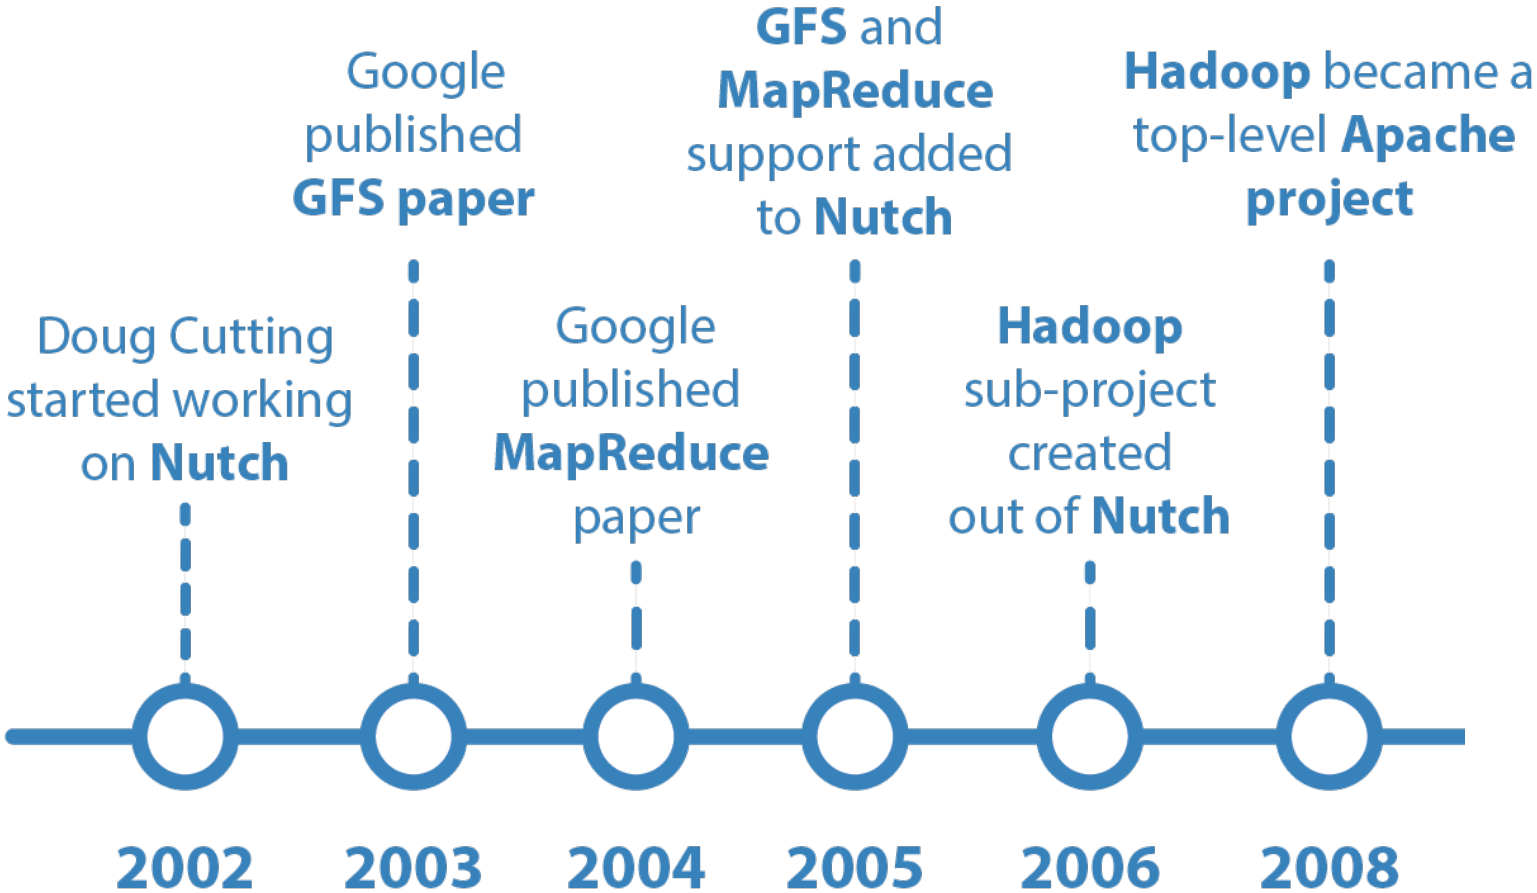 Doug Cutting
started working
on Nutch
Google
published
GFS paper
Google
published
MapReduce
paper
GFS and
MapReduce
support added
to Nutch
Hadoop
sub-project
created
out of Nutch
Hadoop became a
top-level Apache
project
2002
2003
2004
2005
2006
2008